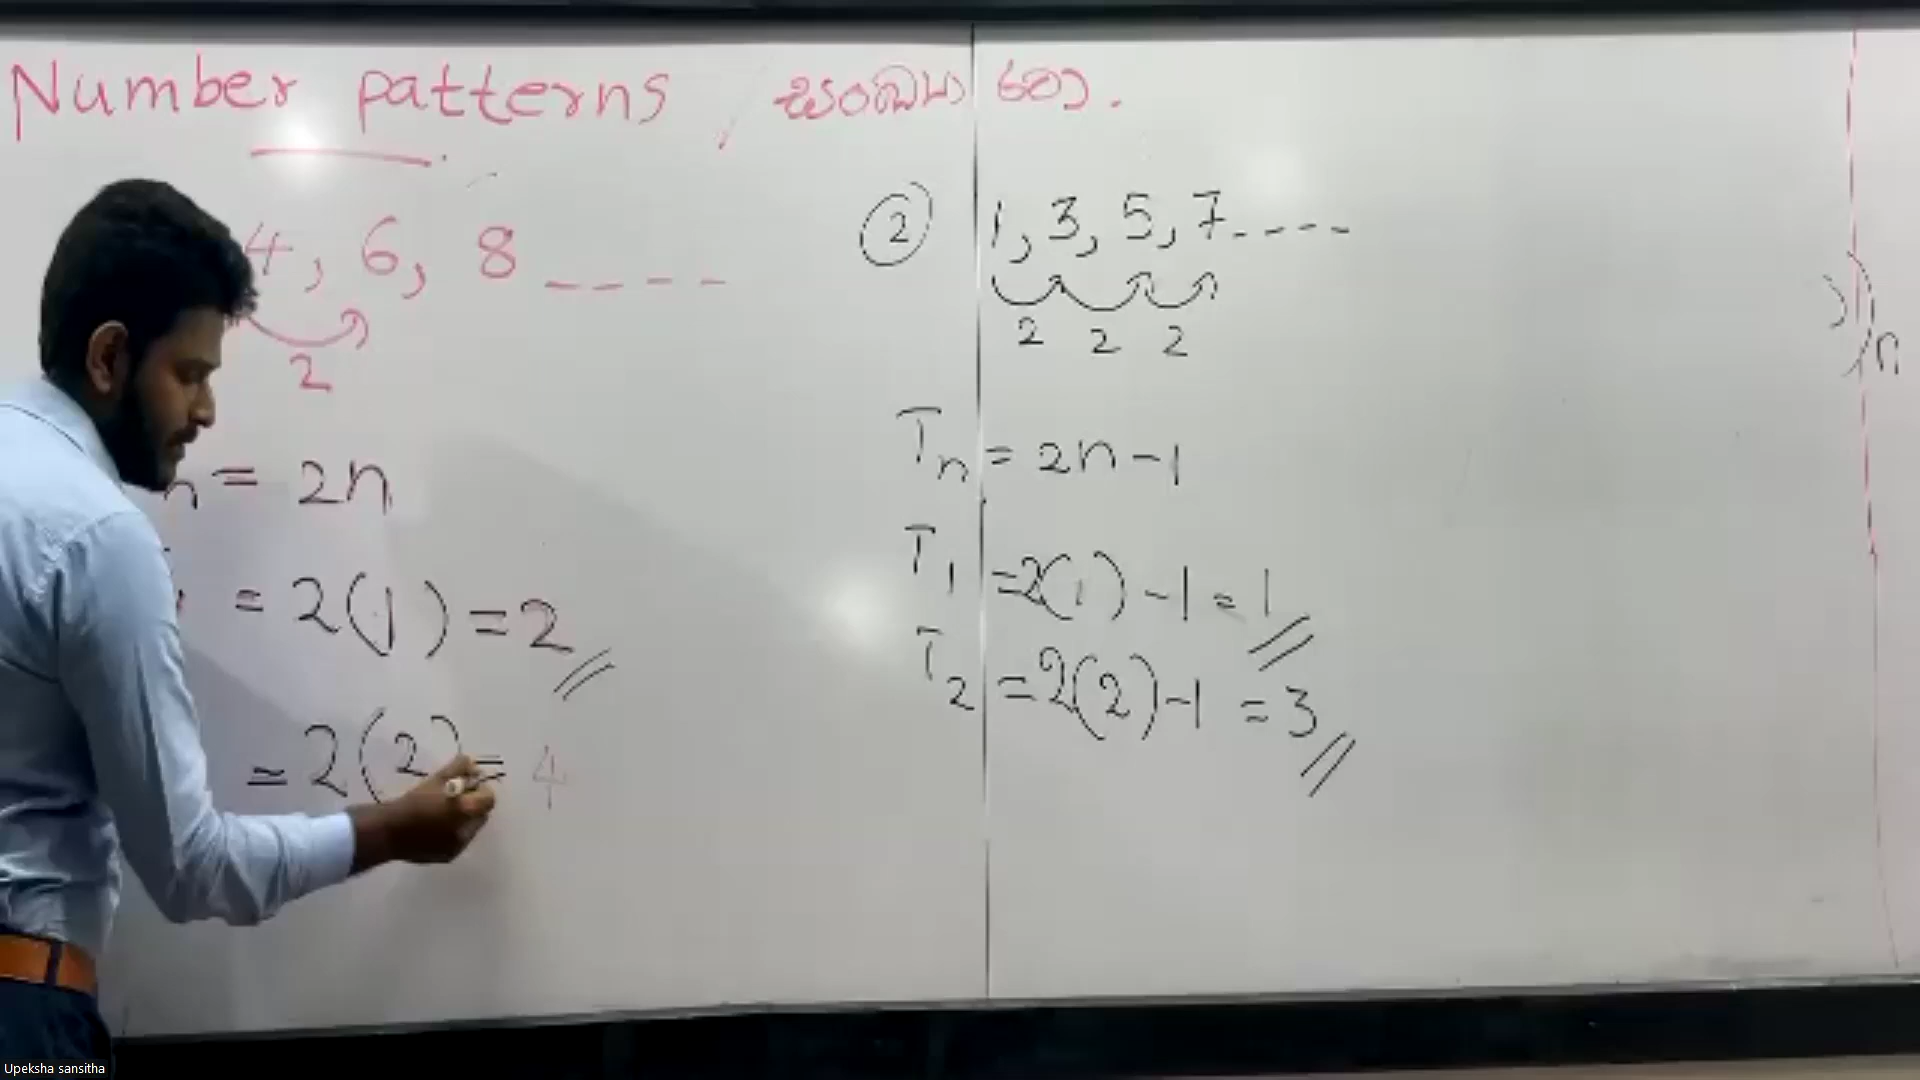 Number patterns / සංඛ්‍යා රටා.
4, 6, 8 ----
2
n = 2n
= 2(1) = 2
= 2(2) = 4
② 1, 3, 5, 7 ----
2 2 2
Tn = 2n - 1
T1 = 2(1) - 1 = 1
T2 = 2(2) - 1 = 3
n
Upeksha sansitha